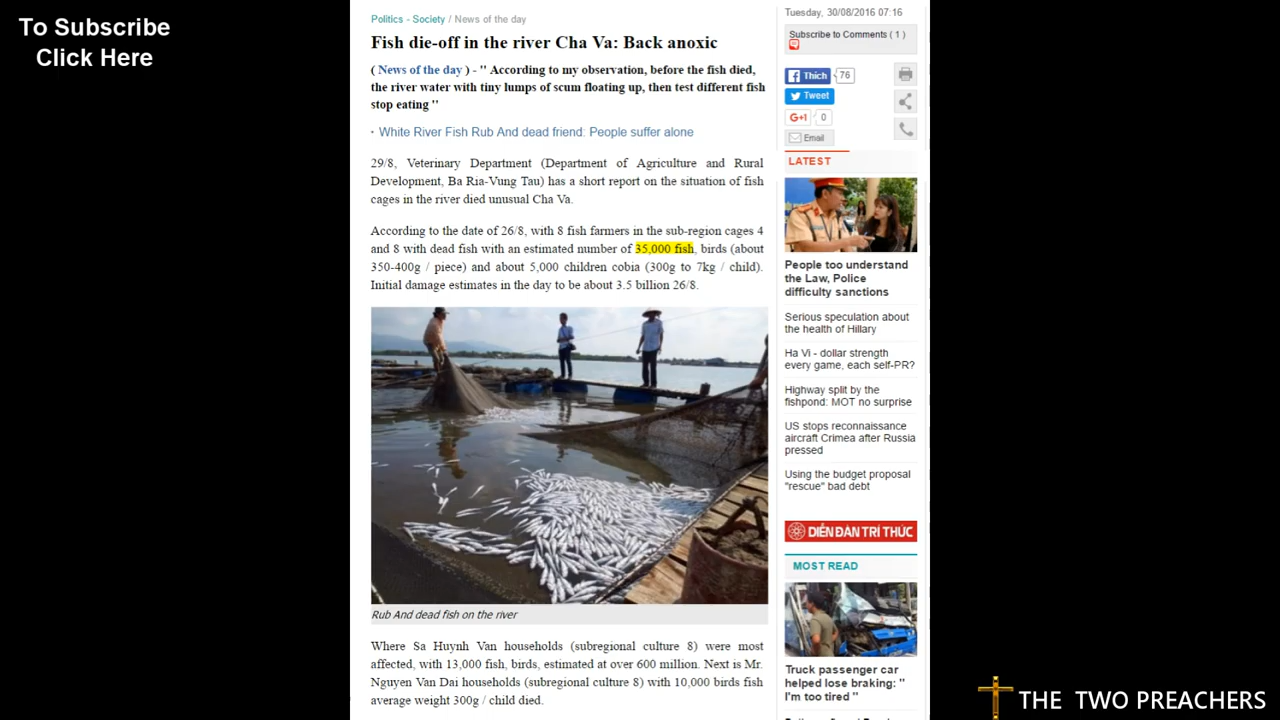 To Subscribe
Click Here
Politics - Society / News of the day
Fish die-off in the river Cha Va: Back anoxic
( News of the day ) - " According to my observation, before the fish died,
the river water with tiny lumps of scum floating up, then test different fish
stop eating "
· White River Fish Rub And dead friend: People suffer alone
29/8, Veterinary Department (Department of Agriculture and Rural
Development, Ba Ria-Vung Tau) has a short report on the situation of fish
cages in the river died unusual Cha Va.
According to the date of 26/8, with 8 fish farmers in the sub-region cages 4
and 8 with dead fish with an estimated number of 35,000 fish, birds (about
350-400g / piece) and about 5,000 children cobia (300g to 7kg / child).
Initial damage estimates in the day to be about 3.5 billion 26/8.
Rub And dead fish on the river
Where Sa Huynh Van households (subregional culture 8) were most
affected, with 13,000 fish, birds, estimated at over 600 million. Next is Mr.
Nguyen Van Dai households (subregional culture 8) with 10,000 birds fish
average weight 300g / child died.
Tuesday, 30/08/2016 07:16
Subscribe to Comments ( 1 )
Thích 76
Tweet
G+1 0
Email
LATEST
People too understand
the Law, Police
difficulty sanctions
Serious speculation about
the health of Hillary
Ha Vi - dollar strength
every game, each self-PR?
Highway split by the
fishpond: MOT no surprise
US stops reconnaissance
aircraft Crimea after Russia
pressed
Using the budget proposal
"rescue" bad debt
DIỄN ĐÀN TRÍ THỨC
MOST READ
Truck passenger car
helped lose braking: "
I'm too tired "
THE TWO PREACHERS